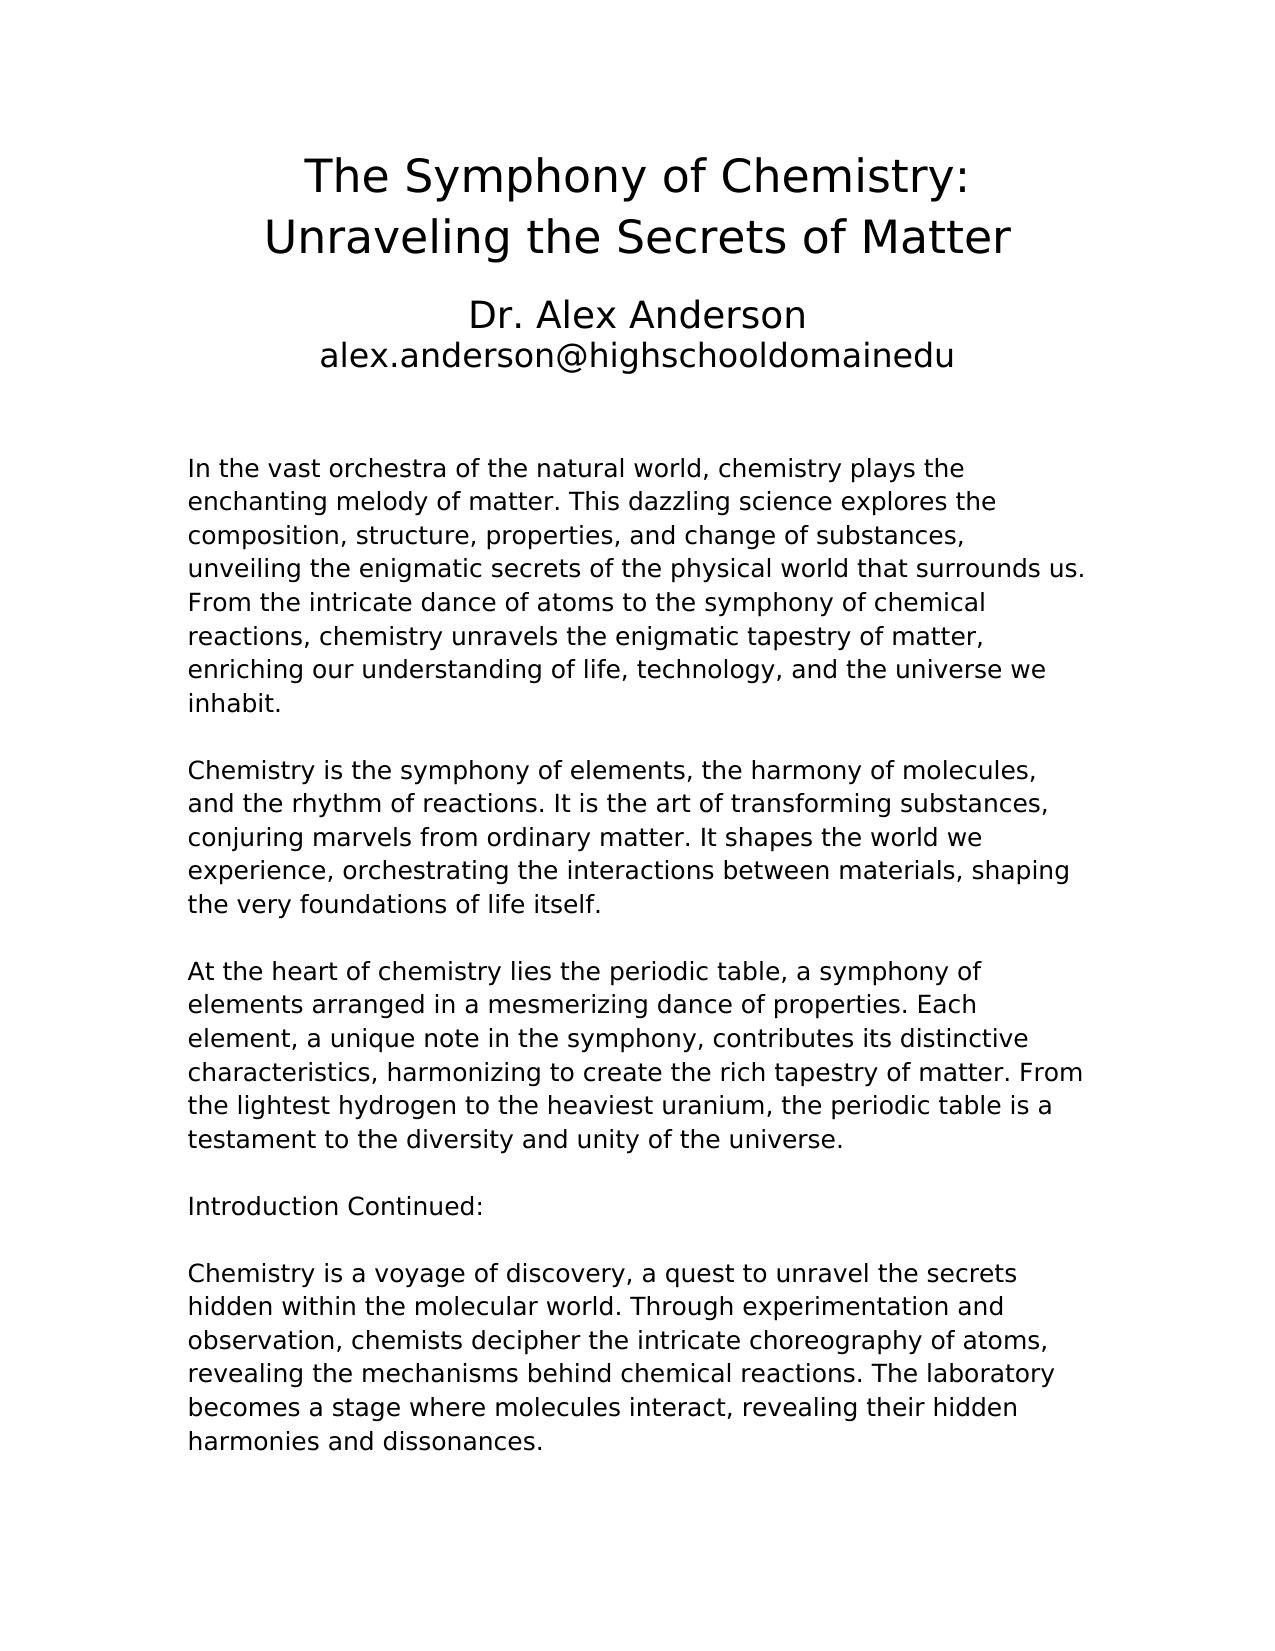 The Symphony of Chemistry:
Unraveling the Secrets of Matter
Dr. Alex Anderson
alex.anderson@highschooldomainedu
In the vast orchestra of the natural world, chemistry plays the
enchanting melody of matter. This dazzling science explores the
composition, structure, properties, and change of substances,
unveiling the enigmatic secrets of the physical world that surrounds us.
From the intricate dance of atoms to the symphony of chemical
reactions, chemistry unravels the enigmatic tapestry of matter,
enriching our understanding of life, technology, and the universe we
inhabit.
Chemistry is the symphony of elements, the harmony of molecules,
and the rhythm of reactions. It is the art of transforming substances,
conjuring marvels from ordinary matter. It shapes the world we
experience, orchestrating the interactions between materials, shaping
the very foundations of life itself.
At the heart of chemistry lies the periodic table, a symphony of
elements arranged in a mesmerizing dance of properties. Each
element, a unique note in the symphony, contributes its distinctive
characteristics, harmonizing to create the rich tapestry of matter. From
the lightest hydrogen to the heaviest uranium, the periodic table is a
testament to the diversity and unity of the universe.
Introduction Continued:
Chemistry is a voyage of discovery, a quest to unravel the secrets
hidden within the molecular world. Through experimentation and
observation, chemists decipher the intricate choreography of atoms,
revealing the mechanisms behind chemical reactions. The laboratory
becomes a stage where molecules interact, revealing their hidden
harmonies and dissonances.